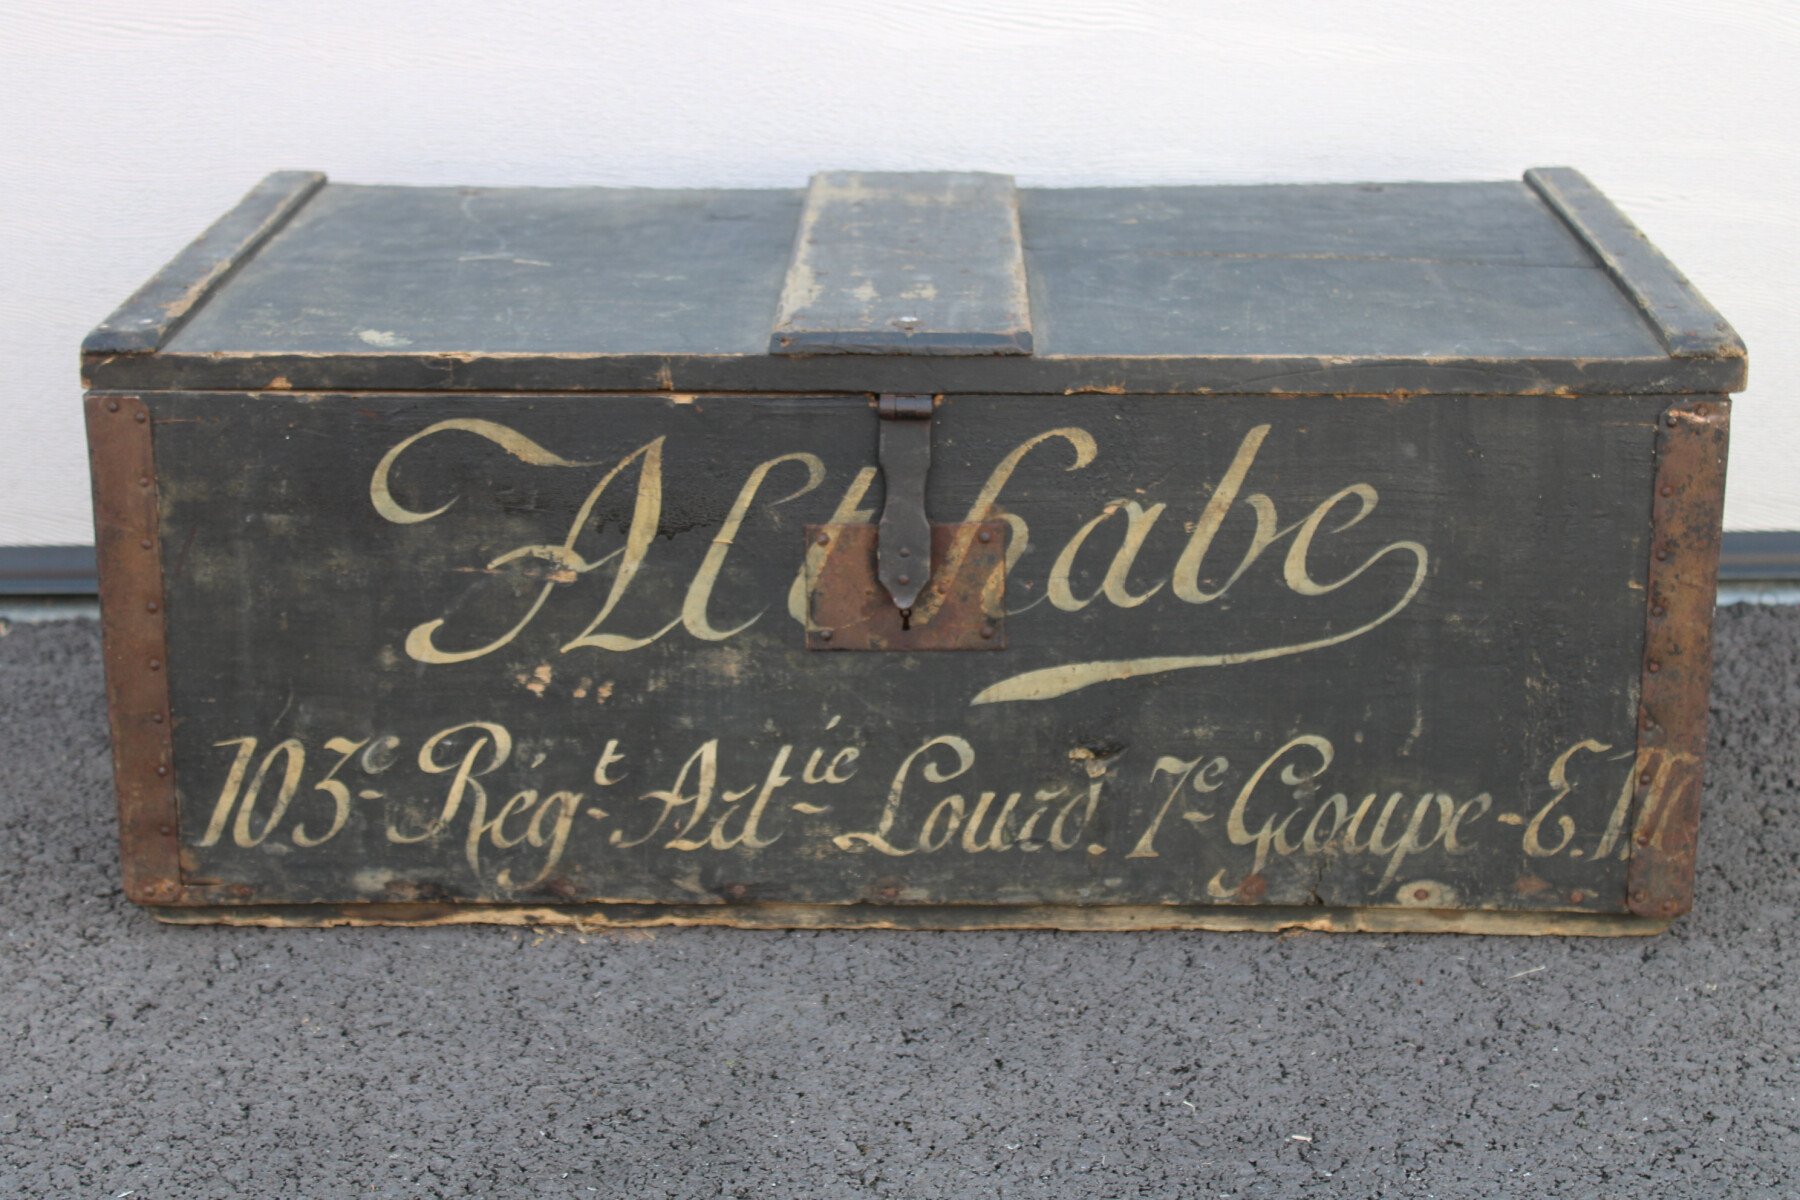 Althabe
103e Régt Artie Lourd. 7e Groupe - E.M